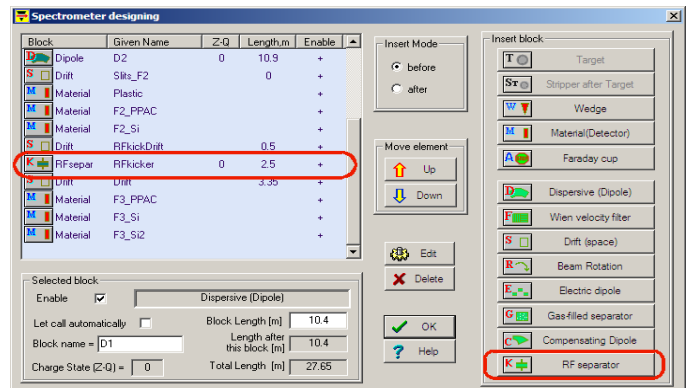 Spectrometer designing
Block Given Name Z-Q Length,m Enable
D Dipole D2 0 10.9 +
S Drift Slits_F2 0 +
M Material Plastic +
M Material F2_PPAC +
M Material F2_Si +
S Drift RFkickDrift 0.5 +
K RFsepar RFkicker 0 2.5 +
S Drift Drift 3.35 +
M Material F3_PPAC +
M Material F3_Si +
M Material F3_Si2 +
Selected block
Enable Dispersive (Dipole)
Let call automatically Block Length [m] 10.4
Block name = D1 Length after this block [m] 10.4
Charge State (Z-Q) = 0 Total Length [m] 27.65
Insert Mode
before
after
Move element
Up
Down
Edit
Delete
OK
? Help
Insert block
T Target
ST Stripper after Target
W Wedge
M Material(Detector)
A Faraday cup
D Dispersive (Dipole)
F Wien velocity filter
S Drift (space)
R Beam Rotation
E Electric dipole
G Gas-filled separator
C Compensating Dipole
K RF separator